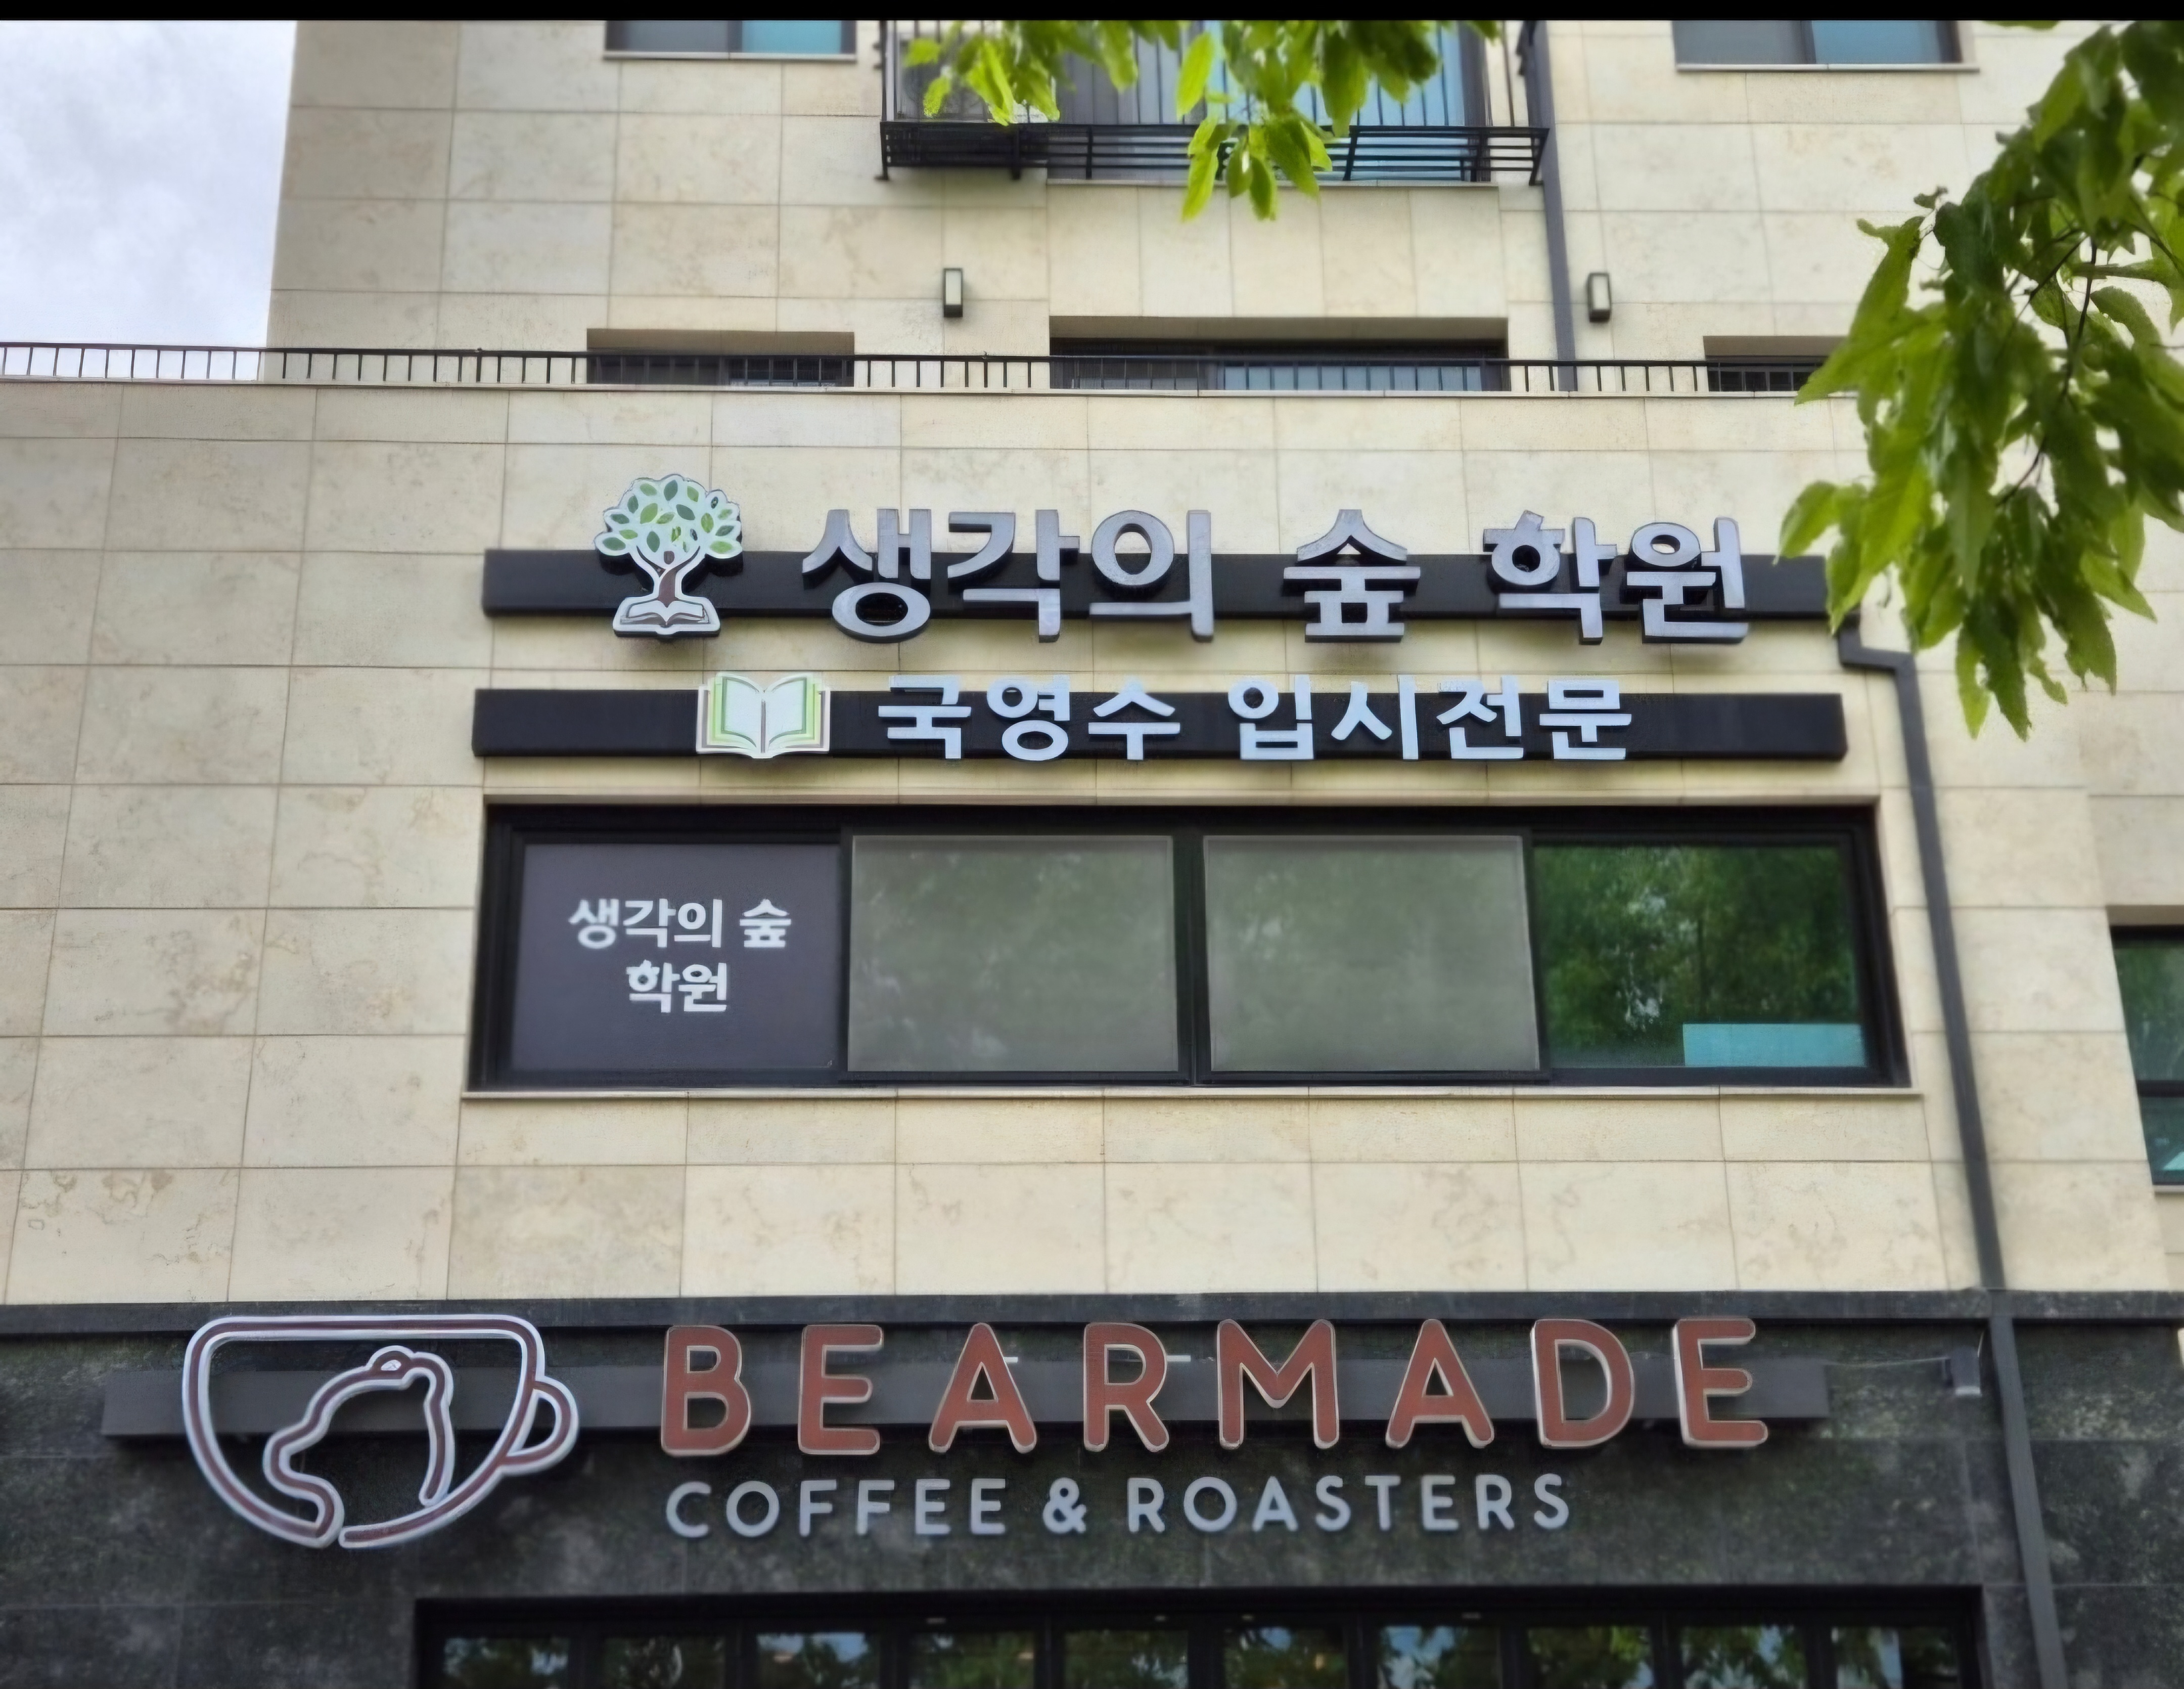 생각의 숲 학원
국영수 입시전문
생각의 숲
학원
BEARMADE
COFFEE & ROASTERS